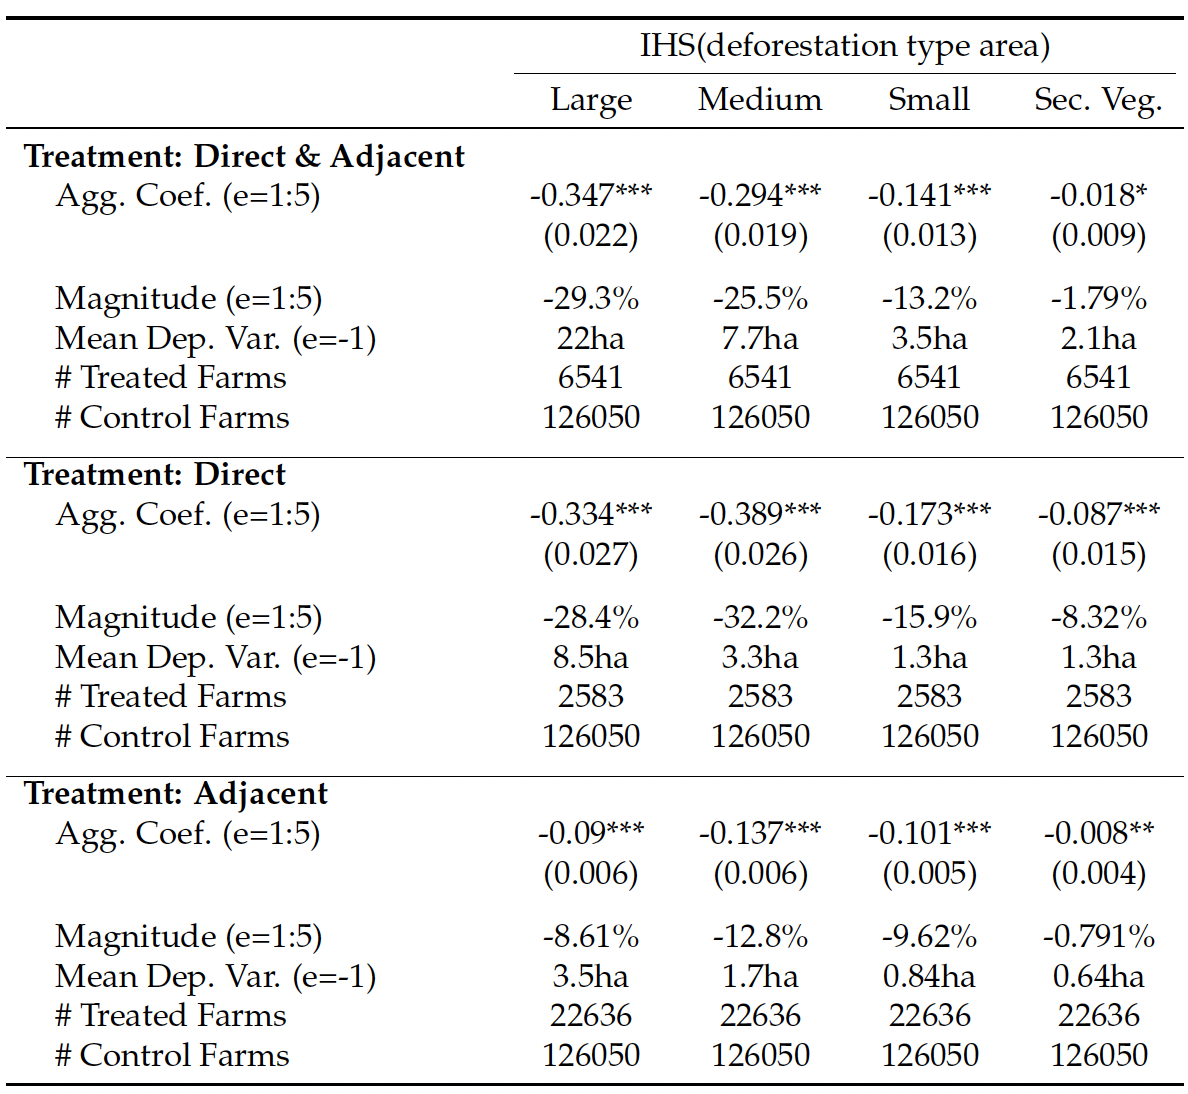 IHS(deforestation type area)
Large Medium Small Sec. Veg.
Treatment: Direct & Adjacent
Agg. Coef. (e=1:5) -0.347*** -0.294*** -0.141*** -0.018*
(0.022) (0.019) (0.013) (0.009)
Magnitude (e=1:5) -29.3% -25.5% -13.2% -1.79%
Mean Dep. Var. (e=-1) 22ha 7.7ha 3.5ha 2.1ha
# Treated Farms 6541 6541 6541 6541
# Control Farms 126050 126050 126050 126050
Treatment: Direct
Agg. Coef. (e=1:5) -0.334*** -0.389*** -0.173*** -0.087***
(0.027) (0.026) (0.016) (0.015)
Magnitude (e=1:5) -28.4% -32.2% -15.9% -8.32%
Mean Dep. Var. (e=-1) 8.5ha 3.3ha 1.3ha 1.3ha
# Treated Farms 2583 2583 2583 2583
# Control Farms 126050 126050 126050 126050
Treatment: Adjacent
Agg. Coef. (e=1:5) -0.09*** -0.137*** -0.101*** -0.008**
(0.006) (0.006) (0.005) (0.004)
Magnitude (e=1:5) -8.61% -12.8% -9.62% -0.791%
Mean Dep. Var. (e=-1) 3.5ha 1.7ha 0.84ha 0.64ha
# Treated Farms 22636 22636 22636 22636
# Control Farms 126050 126050 126050 126050